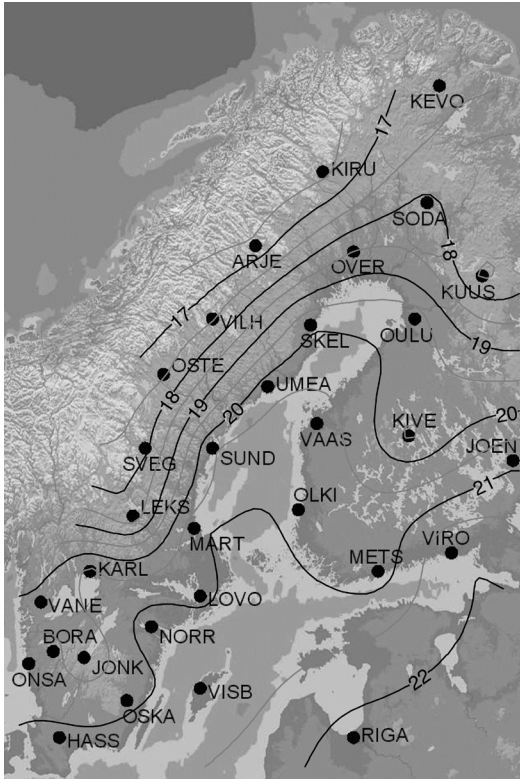 KEVO
17
KIRU
SODA
ARJE
OVER
18
KUUS
17
VILH
SKEL
OULU
19
OSTE
18
19
20
UMEA
VAAS
KIVE
20
JOEN
SVEG
SUND
21
LEKS
OLKI
MART
METS
ViRO
KARL
VANE
LOVO
NORR
BORA
JONK
ONSA
OSKA
VISB
22
HASS
RIGA